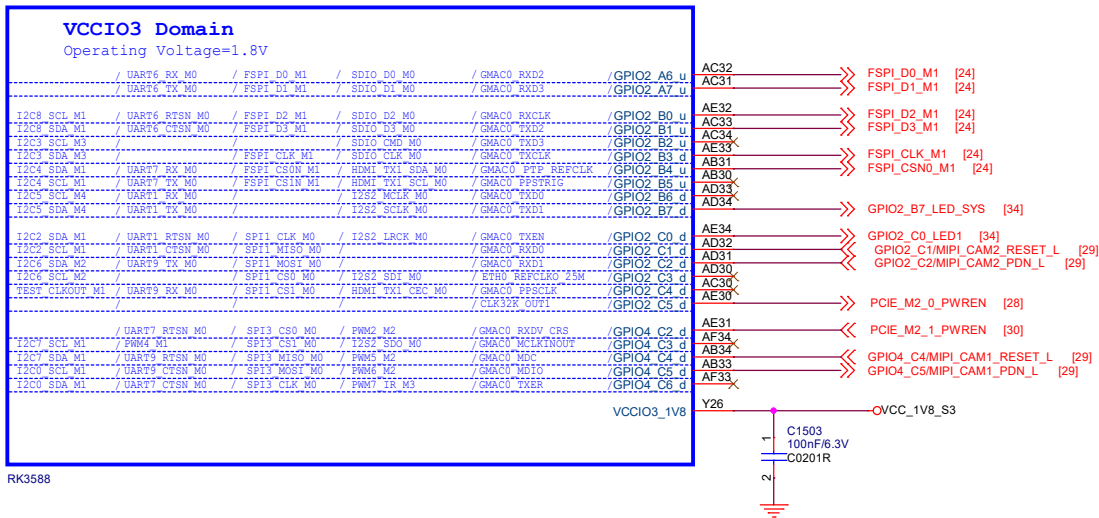 VCCIO3 Domain
Operating Voltage=1.8V
/ UART6_RX_M0 / FSPI_D0_M1 / SDIO_D0_M0 / GMAC0_RXD2 /GPIO2_A6_u AC32 FSPI_D0_M1 [24]
/ UART6_TX_M0 / FSPI_D1_M1 / SDIO_D1_M0 / GMAC0_RXD3 /GPIO2_A7_u AC31 FSPI_D1_M1 [24]
I2C8_SCL_M1 / UART6_RTSN_M0 / FSPI_D2_M1 / SDIO_D2_M0 / GMAC0_RXCLK /GPIO2_B0_u AE32 FSPI_D2_M1 [24]
I2C8_SDA_M1 / UART6_CTSN_M0 / FSPI_D3_M1 / SDIO_D3_M0 / GMAC0_TXD2 /GPIO2_B1_u AC33 FSPI_D3_M1 [24]
I2C3_SCL_M3 / / SDIO_CMD_M0 / GMAC0_TXD3 /GPIO2_B2_u AC34
I2C3_SDA_M3 / / FSPI_CLK_M1 / SDIO_CLK_M0 / GMAC0_TXCLK /GPIO2_B3_d AE33 FSPI_CLK_M1 [24]
I2C4_SDA_M1 / UART7_RX_M0 / FSPI_CS0N_M1 / HDMI_TX1_SDA_M0 /GMAC0_PTP_REFCLK /GPIO2_B4_u AB31 FSPI_CSN0_M1 [24]
I2C4_SCL_M1 / UART7_TX_M0 / FSPI_CS1N_M1 / HDMI_TX1_SCL_M0 /GMAC0_PPSTRIG /GPIO2_B5_u AB30
I2C5_SCL_M4 / UART1_RX_M0 / I2S2_SCLK_M0 / GMAC0_TXD0 /GPIO2_B6_d AD33
I2C5_SDA_M4 / UART1_TX_M0 / I2S2_MCLK_M0 / GMAC0_TXD1 /GPIO2_B7_d AD34 GPIO2_B7_LED_SYS [34]
I2C2_SDA_M1 / UART1_RTSN_M0 / SPI1_CLK_M0 / I2S2_LRCK_M0 /GMAC0_TXEN /GPIO2_C0_d AE34 GPIO2_C0_LED1 [34]
I2C2_SCL_M1 / UART1_CTSN_M0 / SPI1_MISO_M0 / /GMAC0_RXD0 /GPIO2_C1_d AD32 GPIO2_C1/MIPI_CAM2_RESET_L [29]
I2C6_SDA_M2 / UART9_TX_M0 / SPI1_MOSI_M0 / /GMAC0_RXD1 /GPIO2_C2_d AD31 GPIO2_C2/MIPI_CAM2_PDN_L [29]
I2C6_SCL_M2 / / SPI1_CS0_M0 / I2S2_SDI_M0 / ETH0_REFCLKO_25M /GPIO2_C3_d AD30
TEST_CLKOUT_M1 / UART9_RX_M0 / SPI1_CS1_M0 / HDMI_TX1_CEC_M0 / GMAC0_PPSCLK /GPIO2_C4_d AC30
/ /CLK32K_OUT1 /GPIO2_C5_d AE30 PCIE_M2_0_PWREN [28]
/ UART7_RTSN_M0 / SPI3_CS0_M0 / PWM2_M2 /GMAC0_RXDV_CRS /GPIO4_C2_d AE31 PCIE_M2_1_PWREN [30]
I2C7_SCL_M1 / PWM4_M1 / SPI3_CS1_M0 / I2S2_SDO_M0 /GMAC0_MCLKINOUT /GPIO4_C3_d AF34
I2C7_SDA_M1 / UART9_RTSN_M0 / SPI3_MISO_M0 / PWM5_M2 /GMAC0_MDC /GPIO4_C4_d AB34 GPIO4_C4/MIPI_CAM1_RESET_L [29]
I2C0_SCL_M1 / UART9_CTSN_M0 / SPI3_MOSI_M0 / PWM6_M2 /GMAC0_MDIO /GPIO4_C5_d AB33 GPIO4_C5/MIPI_CAM1_PDN_L [29]
I2C0_SDA_M1 / UART7_CTSN_M0 / SPI3_CLK_M0 / PWM7_IR_M3 /GMAC0_TXER /GPIO4_C6_d AF33
VCCIO3_1V8 Y26 VCC_1V8_S3
1
C1503
100nF/6.3V
C0201R
2
RK3588